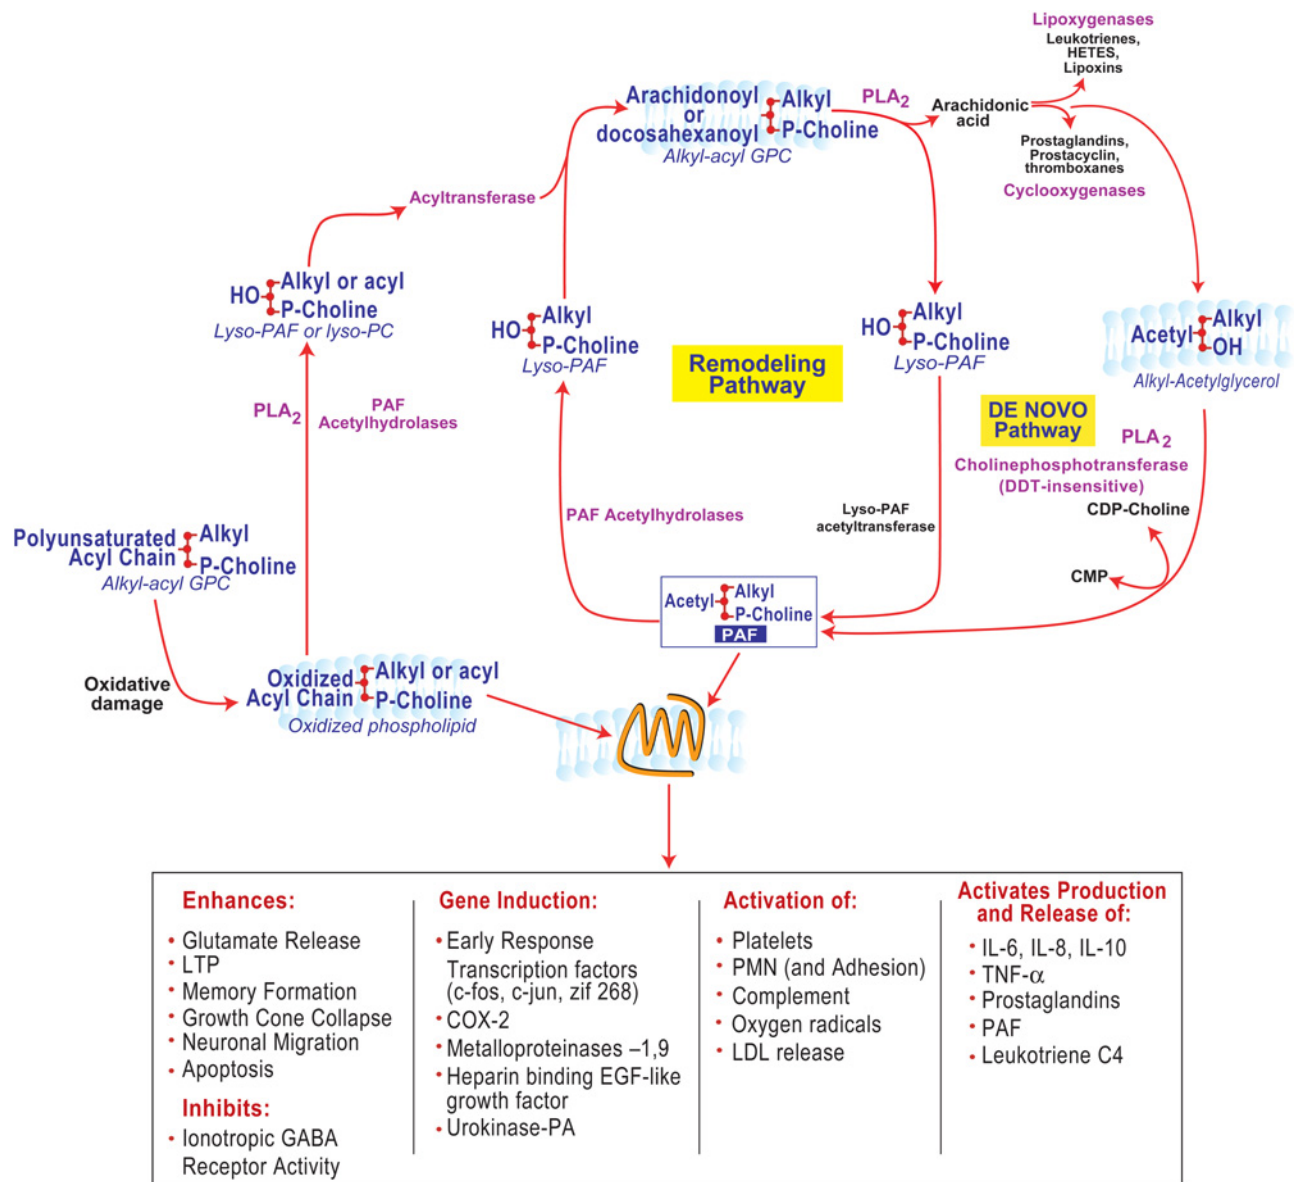 Lipoxygenases
Leukotrienes,
HETES,
Lipoxins
Arachidonoyl
or
docosahexanoyl
Alkyl
P-Choline
Alkyl-acyl GPC
PLA2
Arachidonic
acid
Prostaglandins,
Prostacyclin,
thromboxanes
Cyclooxygenases
Acyltransferase
HO
Alkyl or acyl
P-Choline
Lyso-PAF or lyso-PC
HO
Alkyl
P-Choline
Lyso-PAF
Remodeling
Pathway
HO
Alkyl
P-Choline
Lyso-PAF
Acetyl
Alkyl
OH
Alkyl-Acetylglycerol
PLA2
PAF
Acetylhydrolases
DE NOVO
Pathway
PLA2
Cholinephosphotransferase
(DDT-insensitive)
CDP-Choline
CMP
PAF Acetylhydrolases
Lyso-PAF
acetyltransferase
Polyunsaturated
Acyl Chain
Alkyl
P-Choline
Alkyl-acyl GPC
Acetyl
Alkyl
P-Choline
PAF
Oxidative
damage
Oxidized
Acyl Chain
Alkyl or acyl
P-Choline
Oxidized phospholipid
Enhances:
• Glutamate Release
• LTP
• Memory Formation
• Growth Cone Collapse
• Neuronal Migration
• Apoptosis
Inhibits:
• Ionotropic GABA
Receptor Activity
Gene Induction:
• Early Response
Transcription factors
(c-fos, c-jun, zif 268)
• COX-2
• Metalloproteinases –1,9
• Heparin binding EGF-like
growth factor
• Urokinase-PA
Activation of:
• Platelets
• PMN (and Adhesion)
• Complement
• Oxygen radicals
• LDL release
Activates Production
and Release of:
• IL-6, IL-8, IL-10
• TNF-α
• Prostaglandins
• PAF
• Leukotriene C4